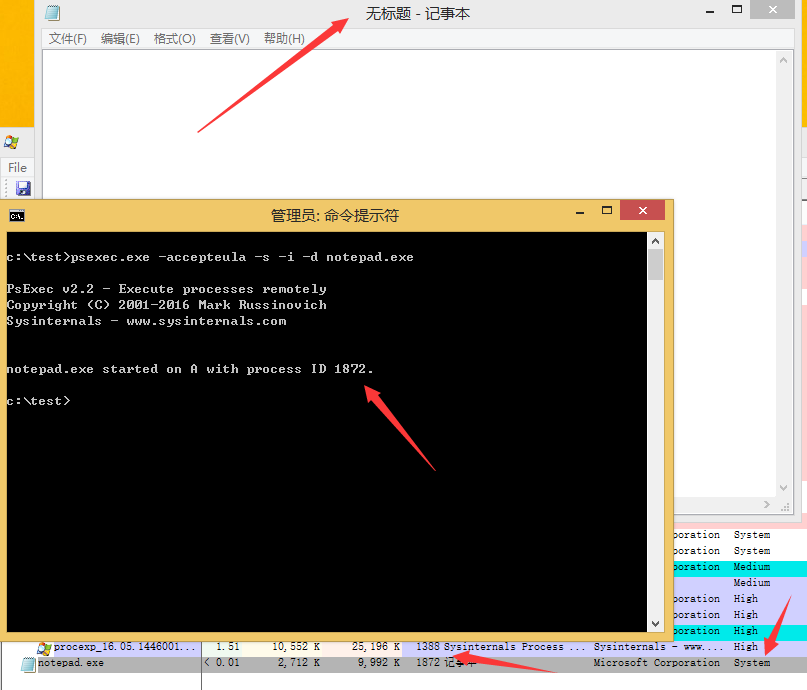 无标题 - 记事本
文件(F) 编辑(E) 格式(O) 查看(V) 帮助(H)
File
管理员: 命令提示符
c:\test>psexec.exe -accepteula -s -i -d notepad.exe
PsExec v2.2 - Execute processes remotely
Copyright (C) 2001-2016 Mark Russinovich
Sysinternals - www.sysinternals.com
notepad.exe started on A with process ID 1872.
c:\test>
poration System
poration System
poration Medium
Medium
poration High
poration High
poration High
procexp_16.05.1446001... 1.51 10,552 K 25,196 K 1388 Sysinternals Process ... Sysinternals - www.... High
notepad.exe < 0.01 2,712 K 9,992 K 1872 记事本 Microsoft Corporation System